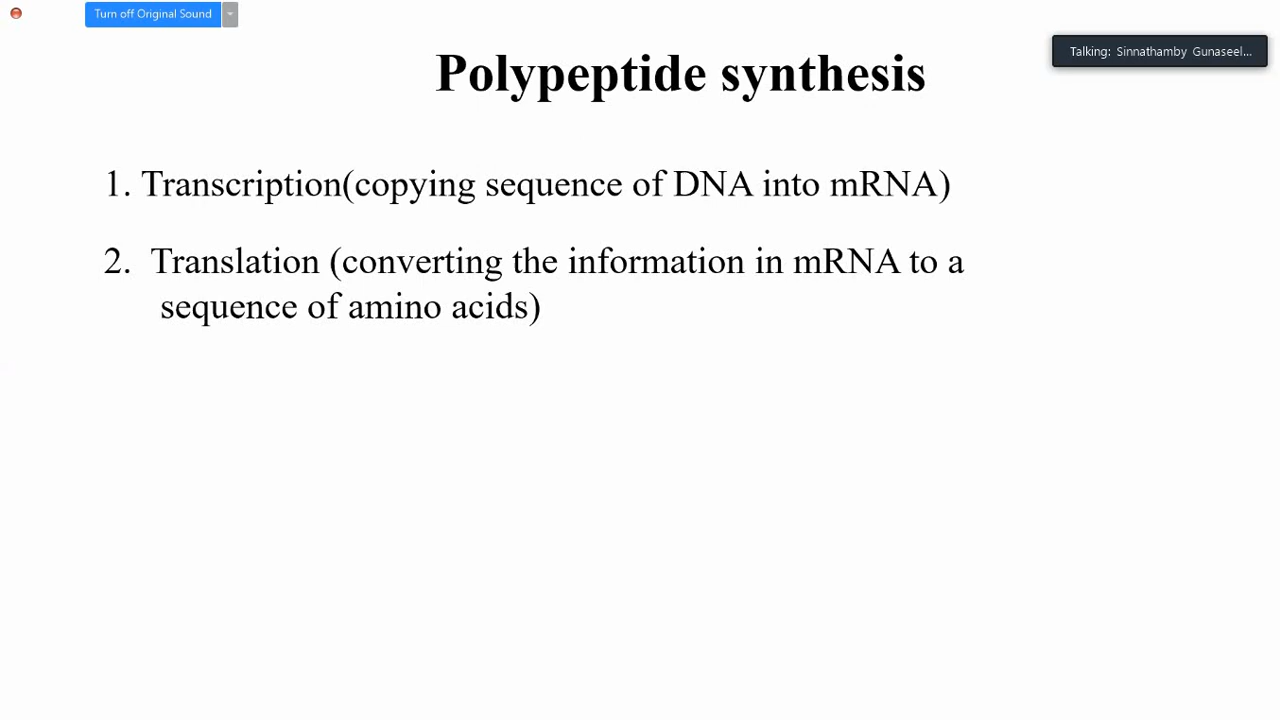 Turn off Original Sound
Talking: Sinnathamby Gunaseel...
Polypeptide synthesis
1. Transcription(copying sequence of DNA into mRNA)
2. Translation (converting the information in mRNA to a
sequence of amino acids)